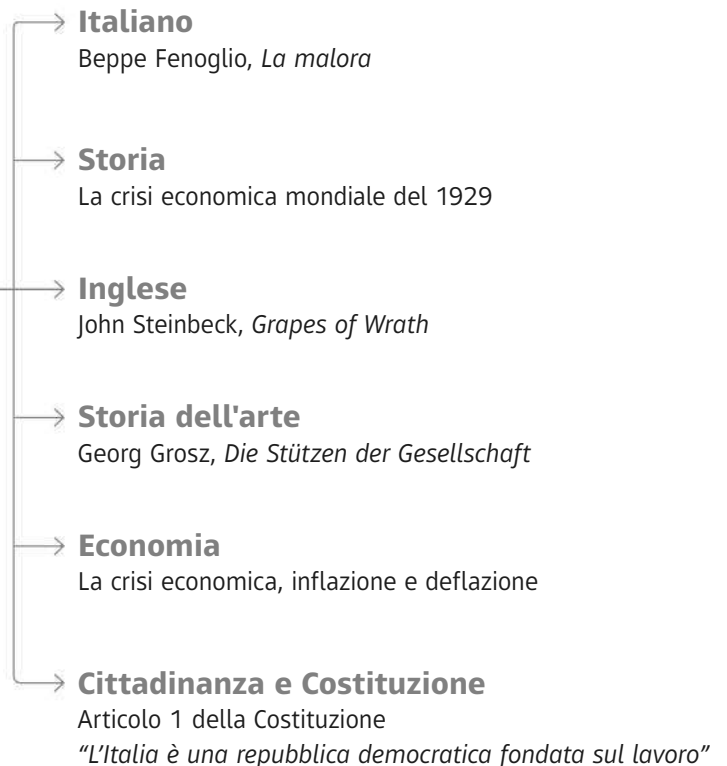 Italiano
Beppe Fenoglio, La malora
Storia
La crisi economica mondiale del 1929
Inglese
John Steinbeck, Grapes of Wrath
Storia dell'arte
Georg Grosz, Die Stützen der Gesellschaft
Economia
La crisi economica, inflazione e deflazione
Cittadinanza e Costituzione
Articolo 1 della Costituzione
“L’Italia è una repubblica democratica fondata sul lavoro”